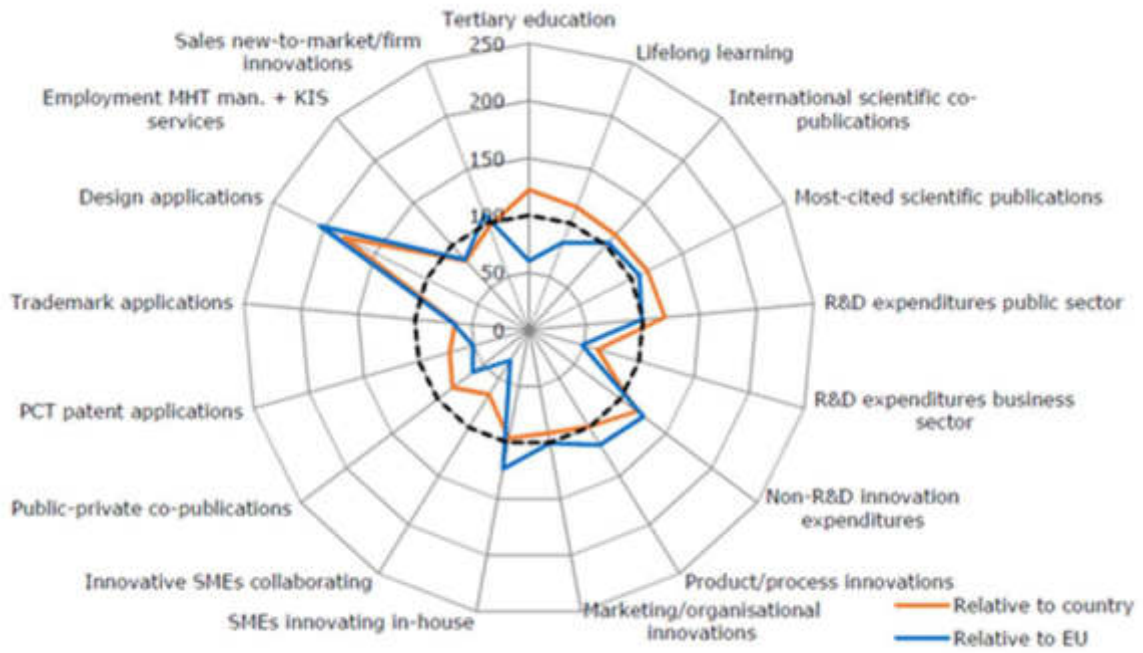 Tertiary education
Sales new-to-market/firm
innovations
250
Lifelong learning
Employment MHT man. + KIS
services
200
International scientific co-
publications
150
Design applications
Most-cited scientific publications
100
Trademark applications
50
R&D expenditures public sector
0
PCT patent applications
R&D expenditures business
sector
Public-private co-publications
Non-R&D innovation
expenditures
Innovative SMEs collaborating
Product/process innovations
SMEs innovating in-house
Marketing/organisational
innovations
Relative to country
Relative to EU